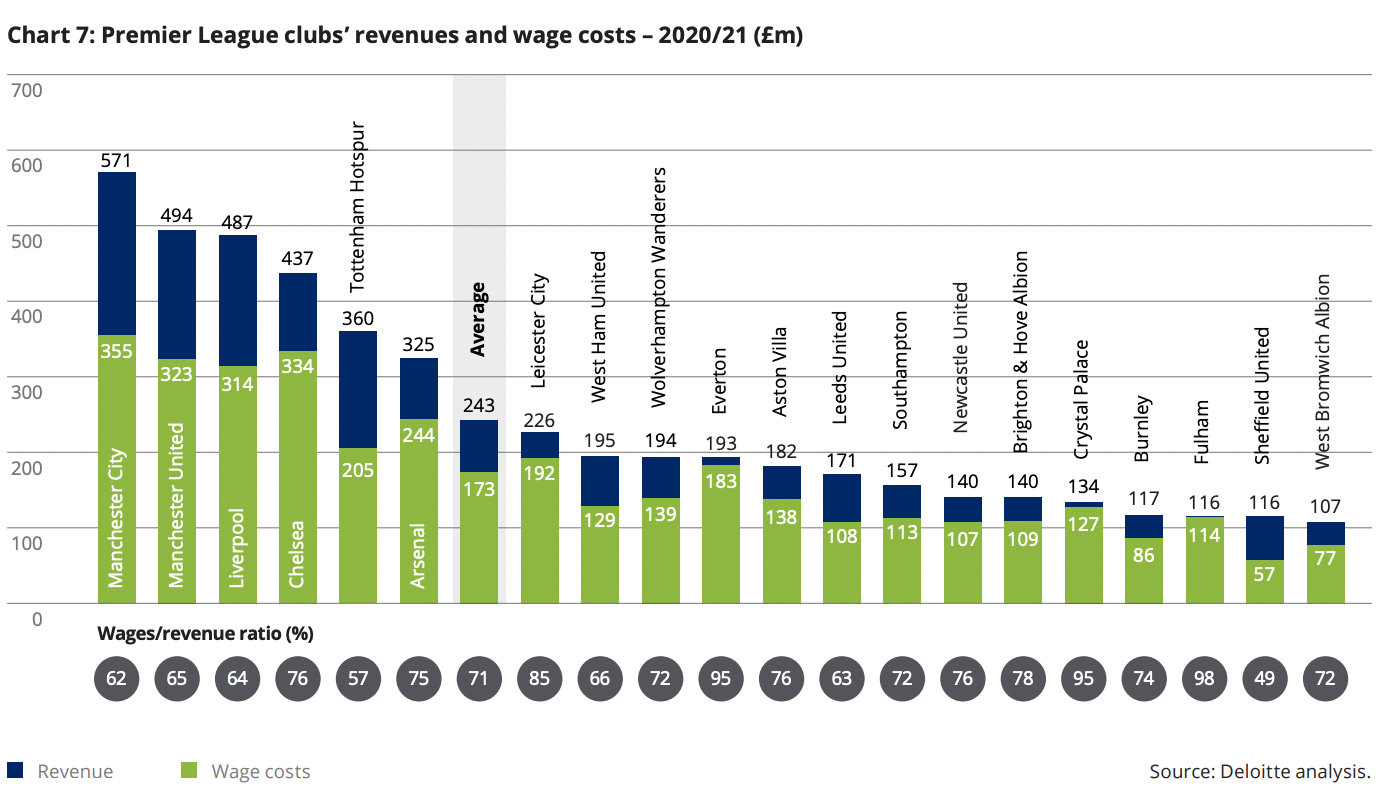 Chart 7: Premier League clubs’ revenues and wage costs – 2020/21 (£m)
700
600
500
400
300
200
100
0
571
494
487
437
360
325
243
226
195
194
193
182
171
157
140
140
134
117
116
116
107
355
323
314
334
205
244
173
192
129
139
183
138
108
113
107
109
127
86
114
57
77
Manchester City
Manchester United
Liverpool
Chelsea
Tottenham Hotspur
Arsenal
Average
Leicester City
West Ham United
Wolverhampton Wanderers
Everton
Aston Villa
Leeds United
Southampton
Newcastle United
Brighton & Hove Albion
Crystal Palace
Burnley
Fulham
Sheffield United
West Bromwich Albion
Wages/revenue ratio (%)
62 65 64 76 57 75 71 85 66 72 95 76 63 72 76 78 95 74 98 49 72
Revenue
Wage costs
Source: Deloitte analysis.